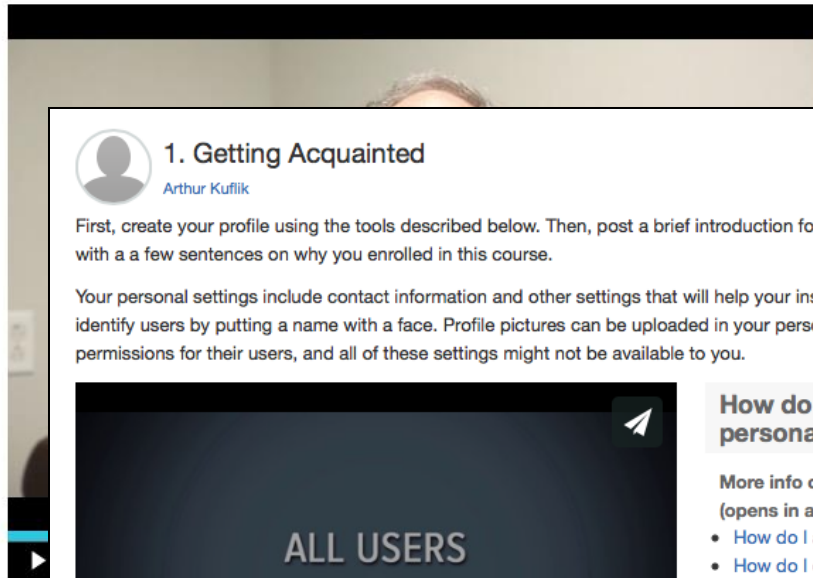 1. Getting Acquainted
Arthur Kuflik
First, create your profile using the tools described below. Then, post a brief introduction
with a a few sentences on why you enrolled in this course.
Your personal settings include contact information and other settings that will help your
identify users by putting a name with a face. Profile pictures can be uploaded in your
permissions for their users, and all of these settings might not be available to you.
How do
More info
(opens in a
• How do I
• How do I
ALL USERS